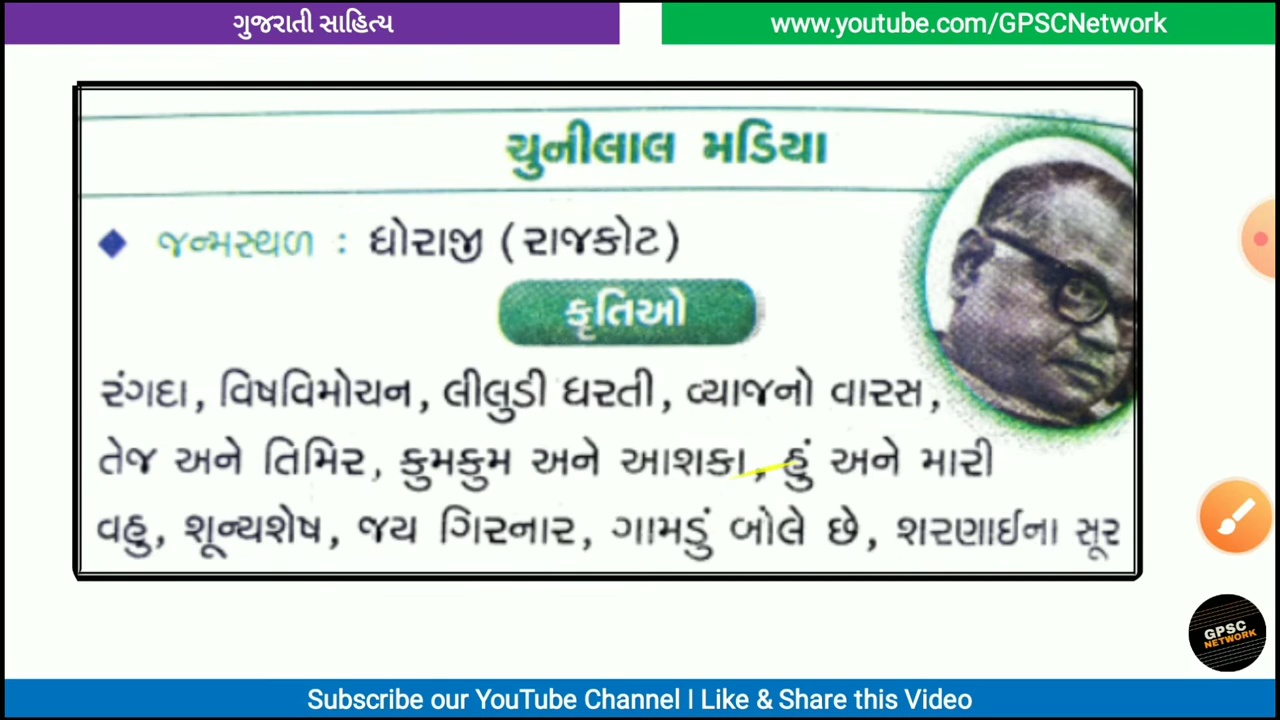 ગુજરાતી સાહિત્ય
www.youtube.com/GPSCNetwork
ચુનીલાલ મડિયા
જન્મસ્થળ : ધોરાજી (રાજકોટ)
કૃતિઓ
રંગદા, વિષવિમોચન, લીલુડી ધરતી, વ્યાજનો વારસ,
તેજ અને તિમિર, કુમકુમ અને આશકા, હું અને મારી
વહુ, શૂન્યશેષ, જય ગિરનાર, ગામડું બોલે છે, શરણાઈના સૂર
GPSC
NETWORK
Subscribe our YouTube Channel I Like & Share this Video